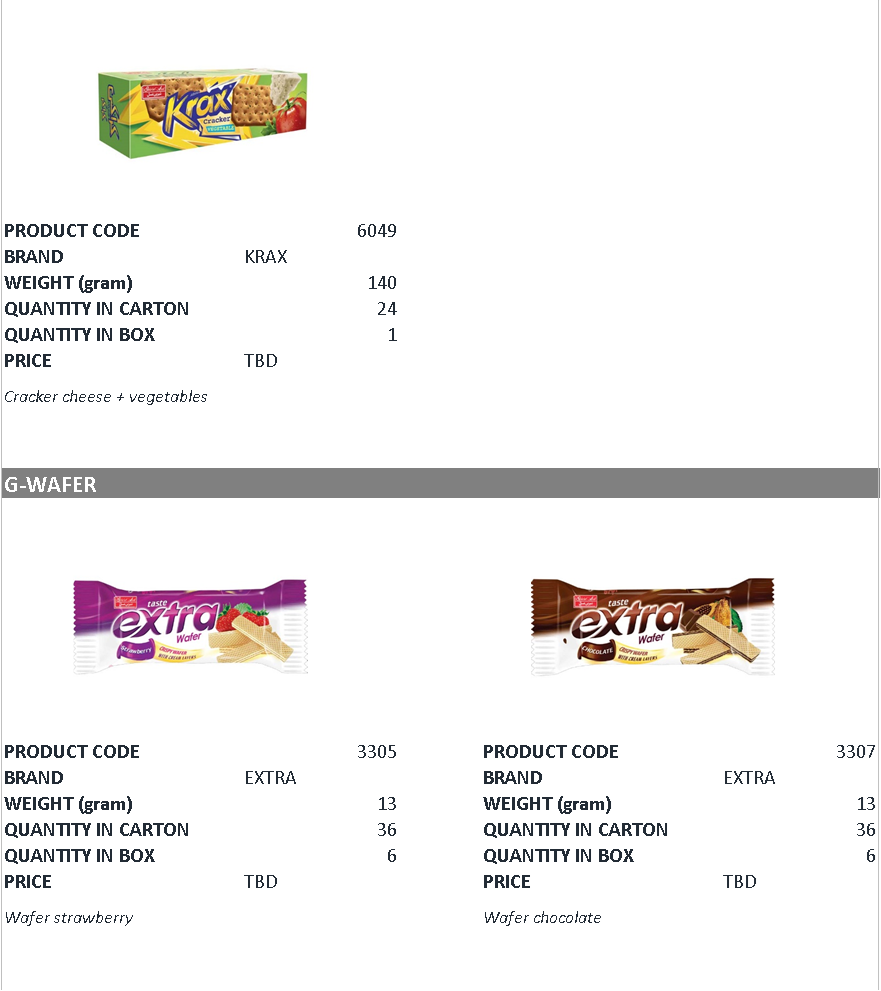 Krax
Cracker
VEGETABLE
PRODUCT CODE 6049
BRAND KRAX
WEIGHT (gram) 140
QUANTITY IN CARTON 24
QUANTITY IN BOX 1
PRICE TBD
Cracker cheese + vegetables
G-WAFER
taste
extra
Wafer
Strawberry
CRISPY WAFER
WITH CREAM LAYERS
taste
extra
Wafer
CHOCOLATE
CRISPY WAFER
WITH CREAM LAYERS
PRODUCT CODE 3305
BRAND EXTRA
WEIGHT (gram) 13
QUANTITY IN CARTON 36
QUANTITY IN BOX 6
PRICE TBD
Wafer strawberry
PRODUCT CODE 3307
BRAND EXTRA
WEIGHT (gram) 13
QUANTITY IN CARTON 36
QUANTITY IN BOX 6
PRICE TBD
Wafer chocolate